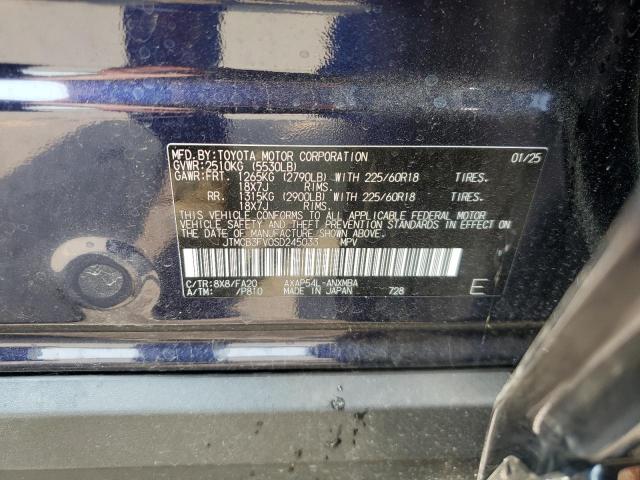 MFD.BY:TOYOTA MOTOR CORPORATION 01/25
GVWR:2510KG (5530LB)
GAWR:FRT. 1265KG (2790LB) WITH 225/60R18 TIRES.
18X7J RIMS.
RR. 1315KG (2900LB) WITH 225/60R18 TIRES.
18X7J RIMS.
THIS VEHICLE CONFORMS TO ALL APPLICABLE FEDERAL MOTOR
VEHICLE SAFETY AND THEFT PREVENTION STANDARDS IN
EFFECT ON THE DATE OF MANUFACTURE SHOWN ABOVE.
JTMCB3FV0SD245033 MPV
C/TR:8X8/FA20 AXAP54L-ANXMBA
A/TM: /P810 MADE IN JAPAN 728 E